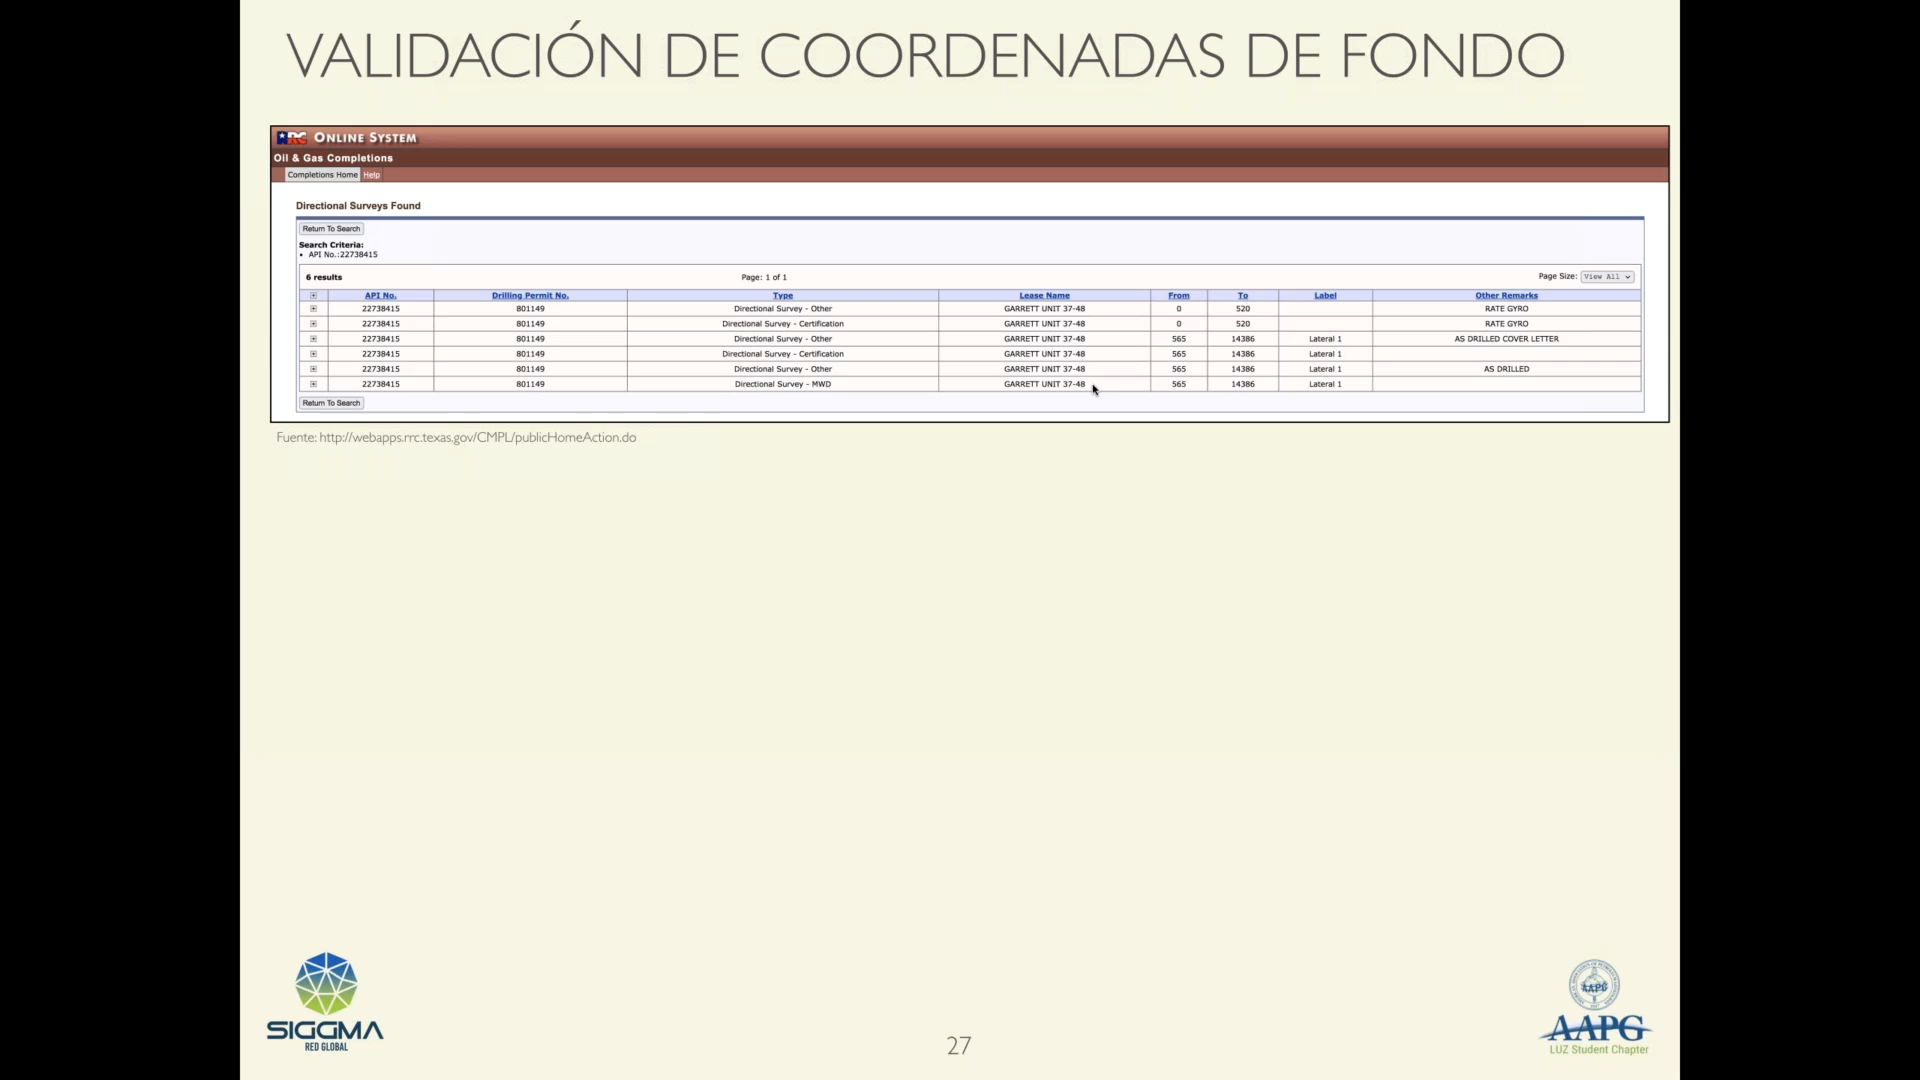 VALIDACIÓN DE COORDENADAS DE FONDO
RRC ONLINE SYSTEM
Oil & Gas Completions
Completions Home Help
Directional Surveys Found
Return To Search
Search Criteria:
• API No.:22738415
6 results Page: 1 of 1 Page Size: View All
API No. Drilling Permit No. Type Lease Name From To Label Other Remarks
22738415 801149 Directional Survey - Other GARRETT UNIT 37-48 0 520 RATE GYRO
22738415 801149 Directional Survey - Certification GARRETT UNIT 37-48 0 520 RATE GYRO
22738415 801149 Directional Survey - Other GARRETT UNIT 37-48 565 14386 Lateral 1 AS DRILLED COVER LETTER
22738415 801149 Directional Survey - Certification GARRETT UNIT 37-48 565 14386 Lateral 1
22738415 801149 Directional Survey - Other GARRETT UNIT 37-48 565 14386 Lateral 1 AS DRILLED
22738415 801149 Directional Survey - MWD GARRETT UNIT 37-48 565 14386 Lateral 1
Return To Search
Fuente: http://webapps.rrc.texas.gov/CMPL/publicHomeAction.do
SIGGMA
RED GLOBAL
27
AAPG
AAPG
LUZ Student Chapter